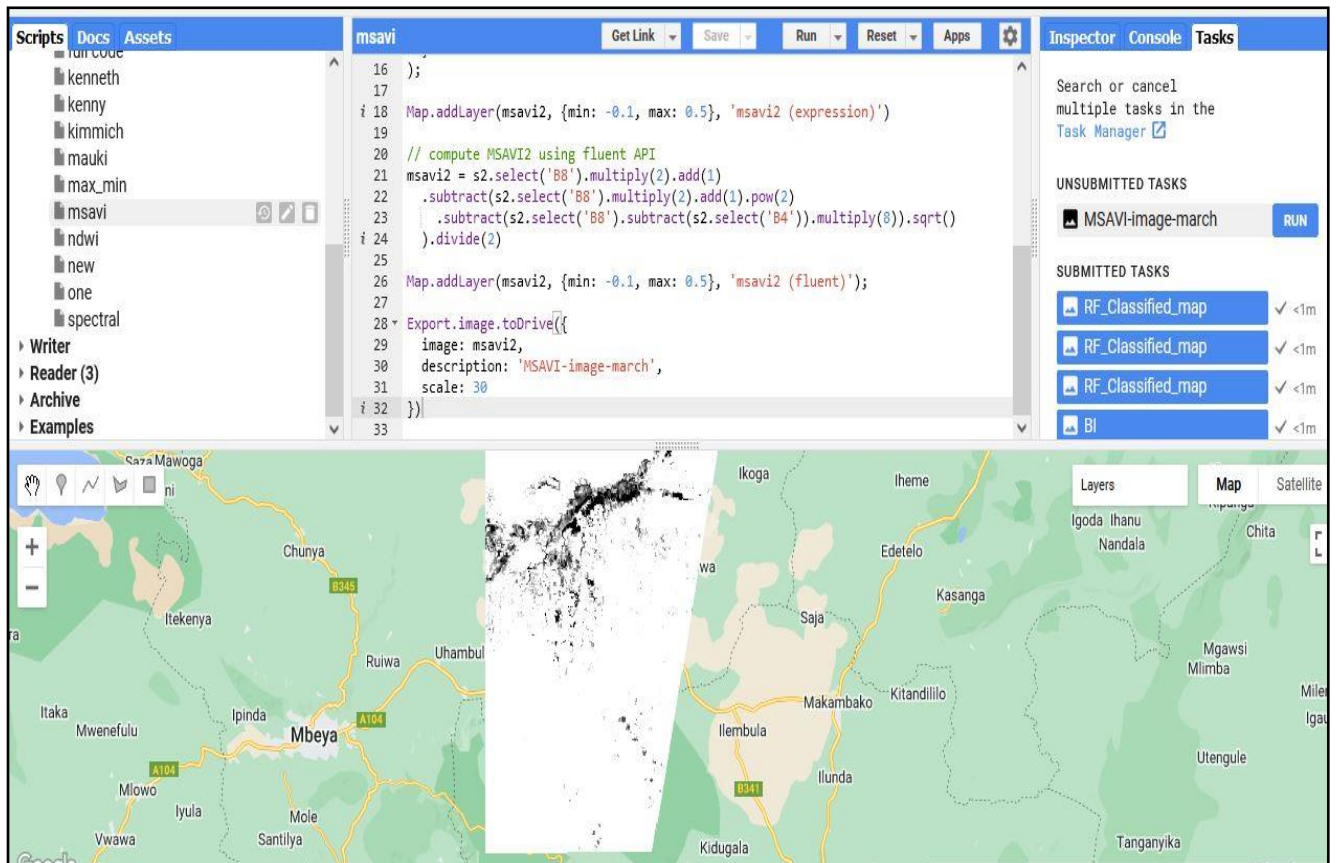 Scripts Docs Assets
full code
kenneth
kenny
kimmich
mauki
max_min
msavi
ndwi
new
one
spectral
Writer
Reader (3)
Archive
Examples
msavi
Get Link Save Run Reset Apps
16 );
17
i 18 Map.addLayer(msavi2, {min: -0.1, max: 0.5}, 'msavi2 (expression)')
19
20 // compute MSAVI2 using fluent API
21 msavi2 = s2.select('B8').multiply(2).add(1)
22 .subtract(s2.select('B8').multiply(2).add(1).pow(2)
23 .subtract(s2.select('B8').subtract(s2.select('B4')).multiply(8)).sqrt()
i 24 ).divide(2)
25
26 Map.addLayer(msavi2, {min: -0.1, max: 0.5}, 'msavi2 (fluent)');
27
28 Export.image.toDrive({
29 image: msavi2,
30 description: 'MSAVI-image-march',
31 scale: 30
i 32 })
33
Inspector Console Tasks
Search or cancel
multiple tasks in the
Task Manager
UNSUBMITTED TASKS
MSAVI-image-march RUN
SUBMITTED TASKS
RF_Classified_map <1m
RF_Classified_map <1m
RF_Classified_map <1m
BI <1m
Saza Mawoga
Ikoga
Iheme
Layers
Map Satellite
Igoda Ihanu
Nandala
Chita
Chunya
Edetelo
B345
Kasanga
Itekenya
Saja
Ruiwa
Mgawsi
Mlimba
Itaka
Mwenefulu
Ipinda
Mbeya
A104
Makambako
Kitandililo
Ilembula
A104
Mlowo
Utengule
Iyula
Mole
Ilunda
B341
Vwawa
Santilya
Kidugala
Tanganyika